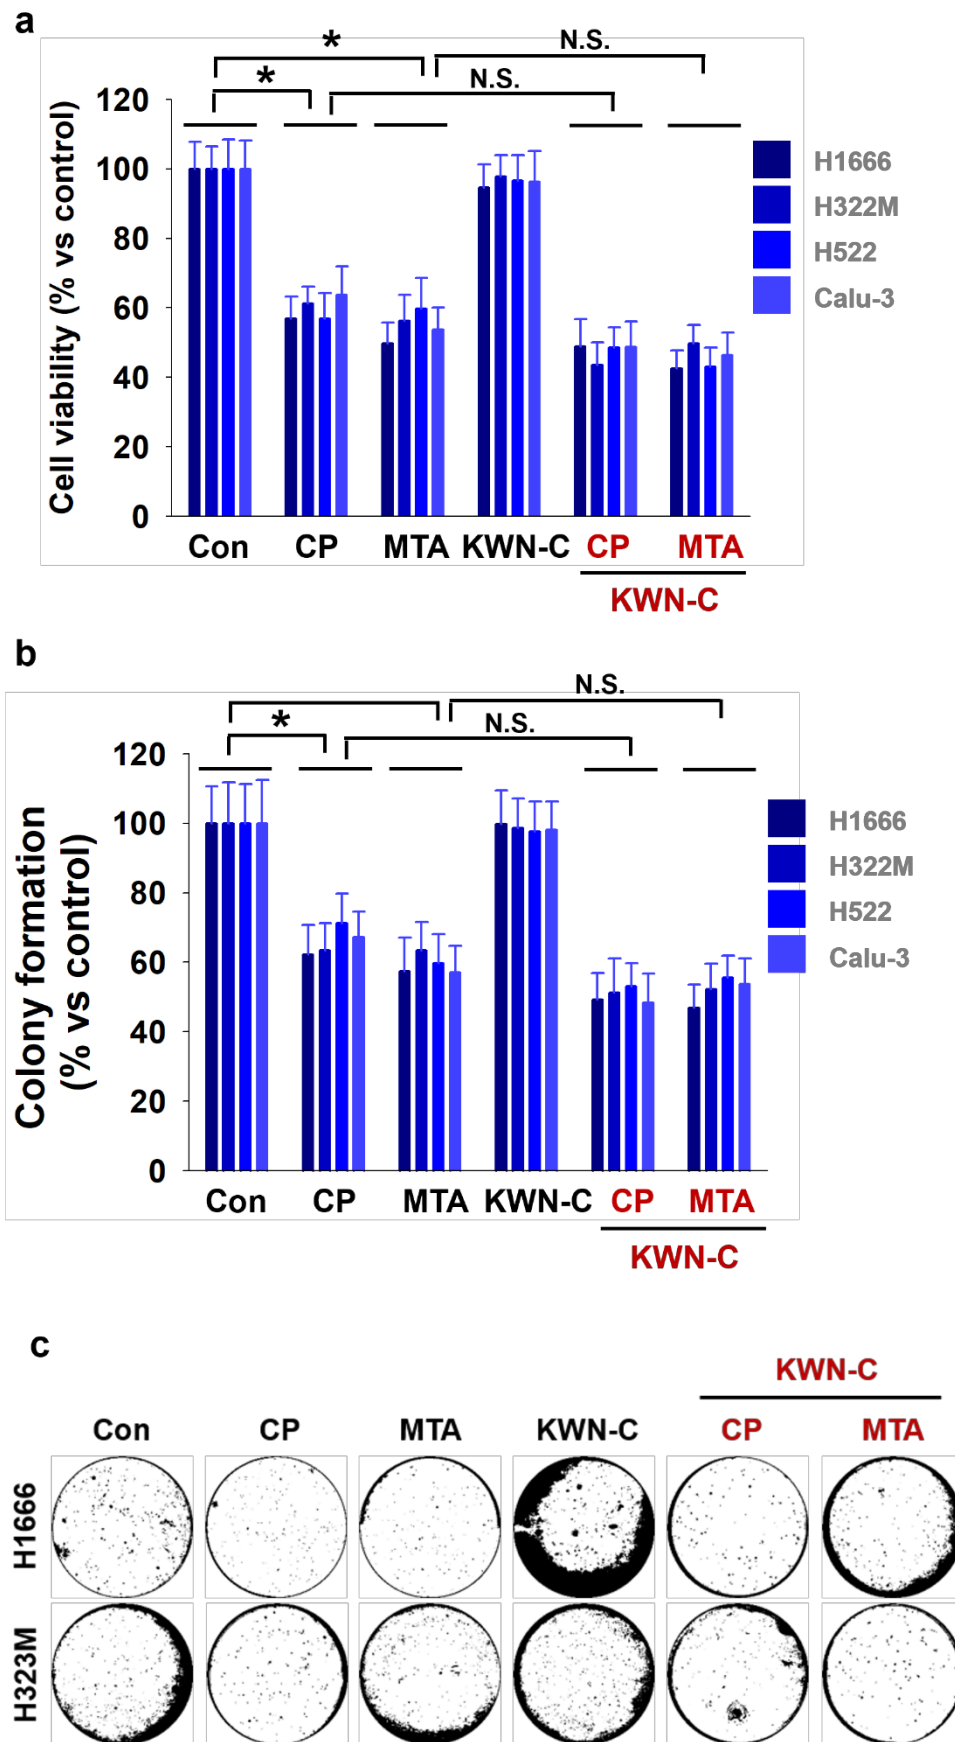 a
*
N.S.
*
N.S.
120
100
80
60
40
20
0
Cell viability (% vs control)
H1666
H322M
H522
Calu-3
Con CP MTA KWN-C CP MTA
KWN-C
b
N.S.
*
N.S.
120
100
80
60
40
20
0
Colony formation
(% vs control)
H1666
H322M
H522
Calu-3
Con CP MTA KWN-C CP MTA
KWN-C
c
KWN-C
Con CP MTA KWN-C CP MTA
H1666
H323M